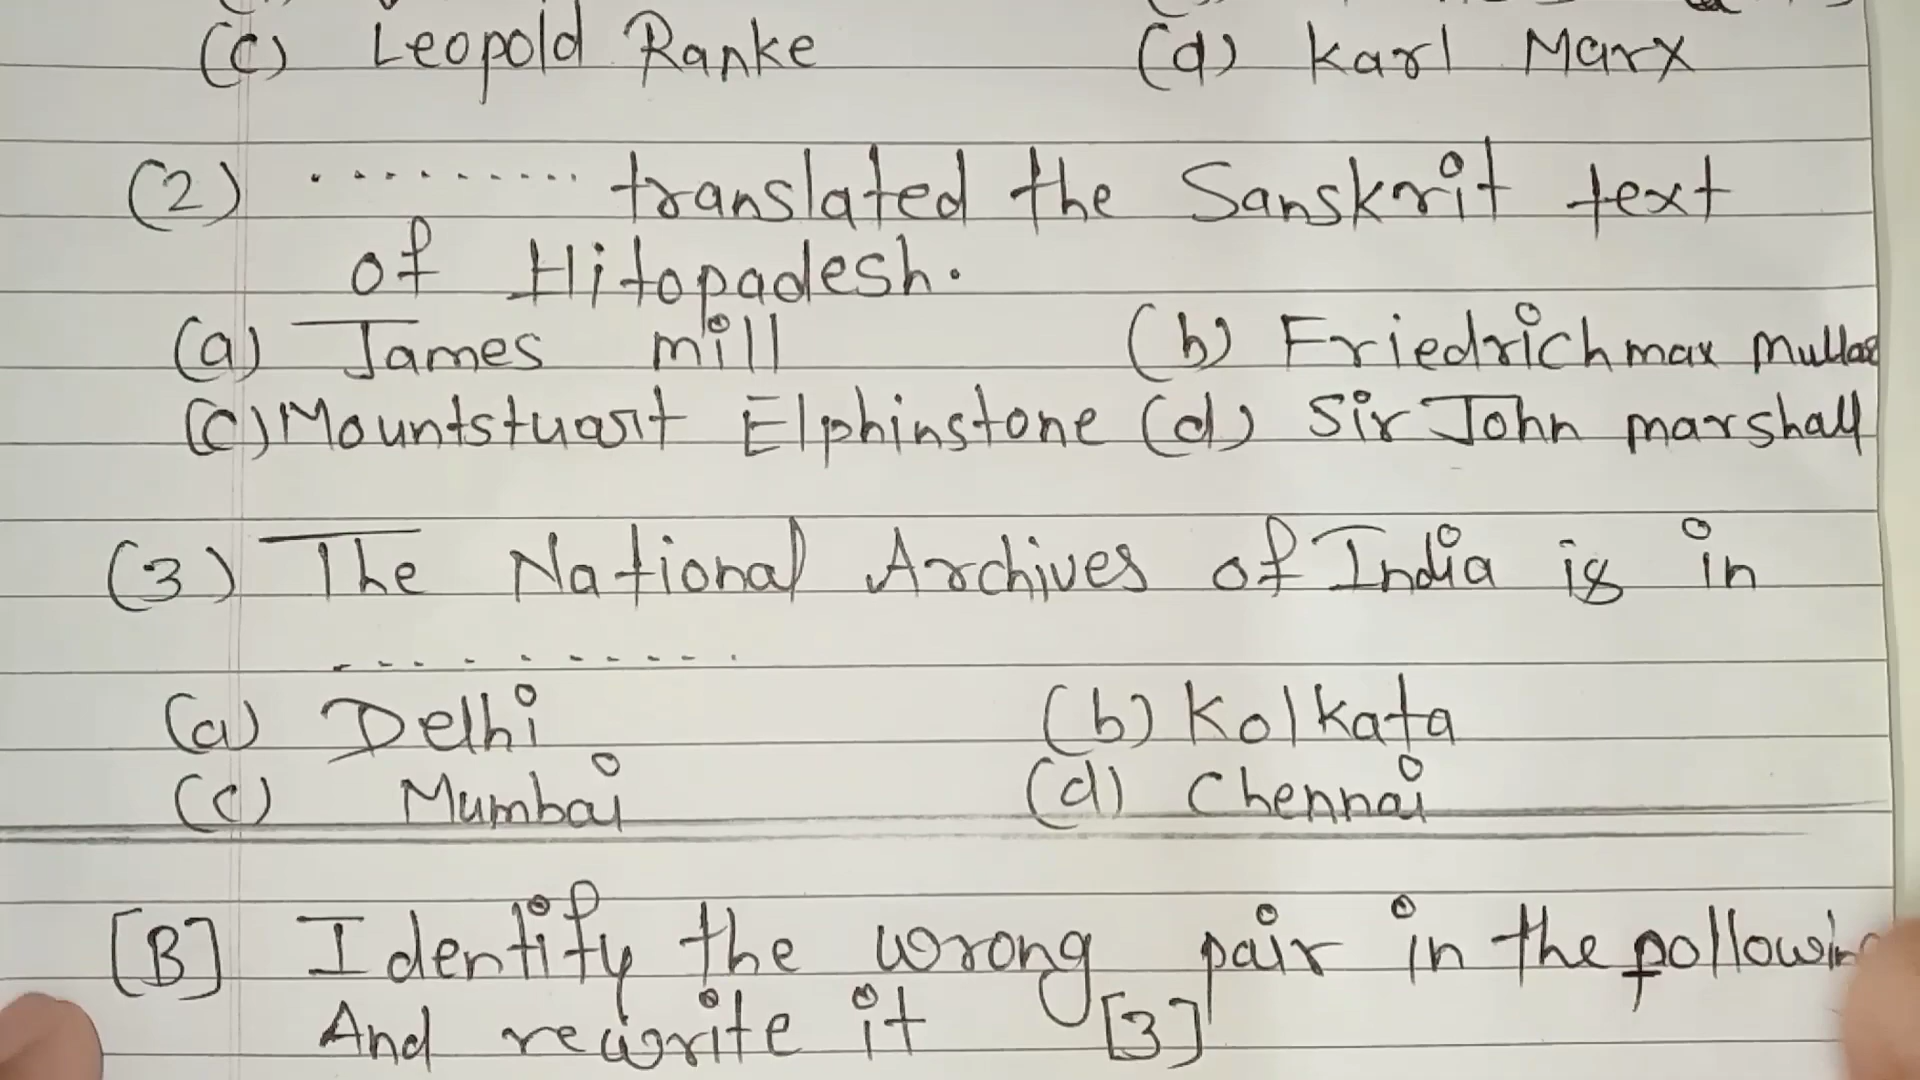 (c) Leopold Ranke (d) Karl Marx
(2) .......... translated the Sanskrit text
of Hitopadesh.
(a) James mill (b) Friedrich max Mullar
(c) Mountstuart Elphinstone (d) Sir John marshall
(3) The National Archives of India is in
............
(a) Delhi (b) Kolkata
(c) Mumbai (d) Chennai
[B] Identify the wrong pair in the following
And rewrite it [3]